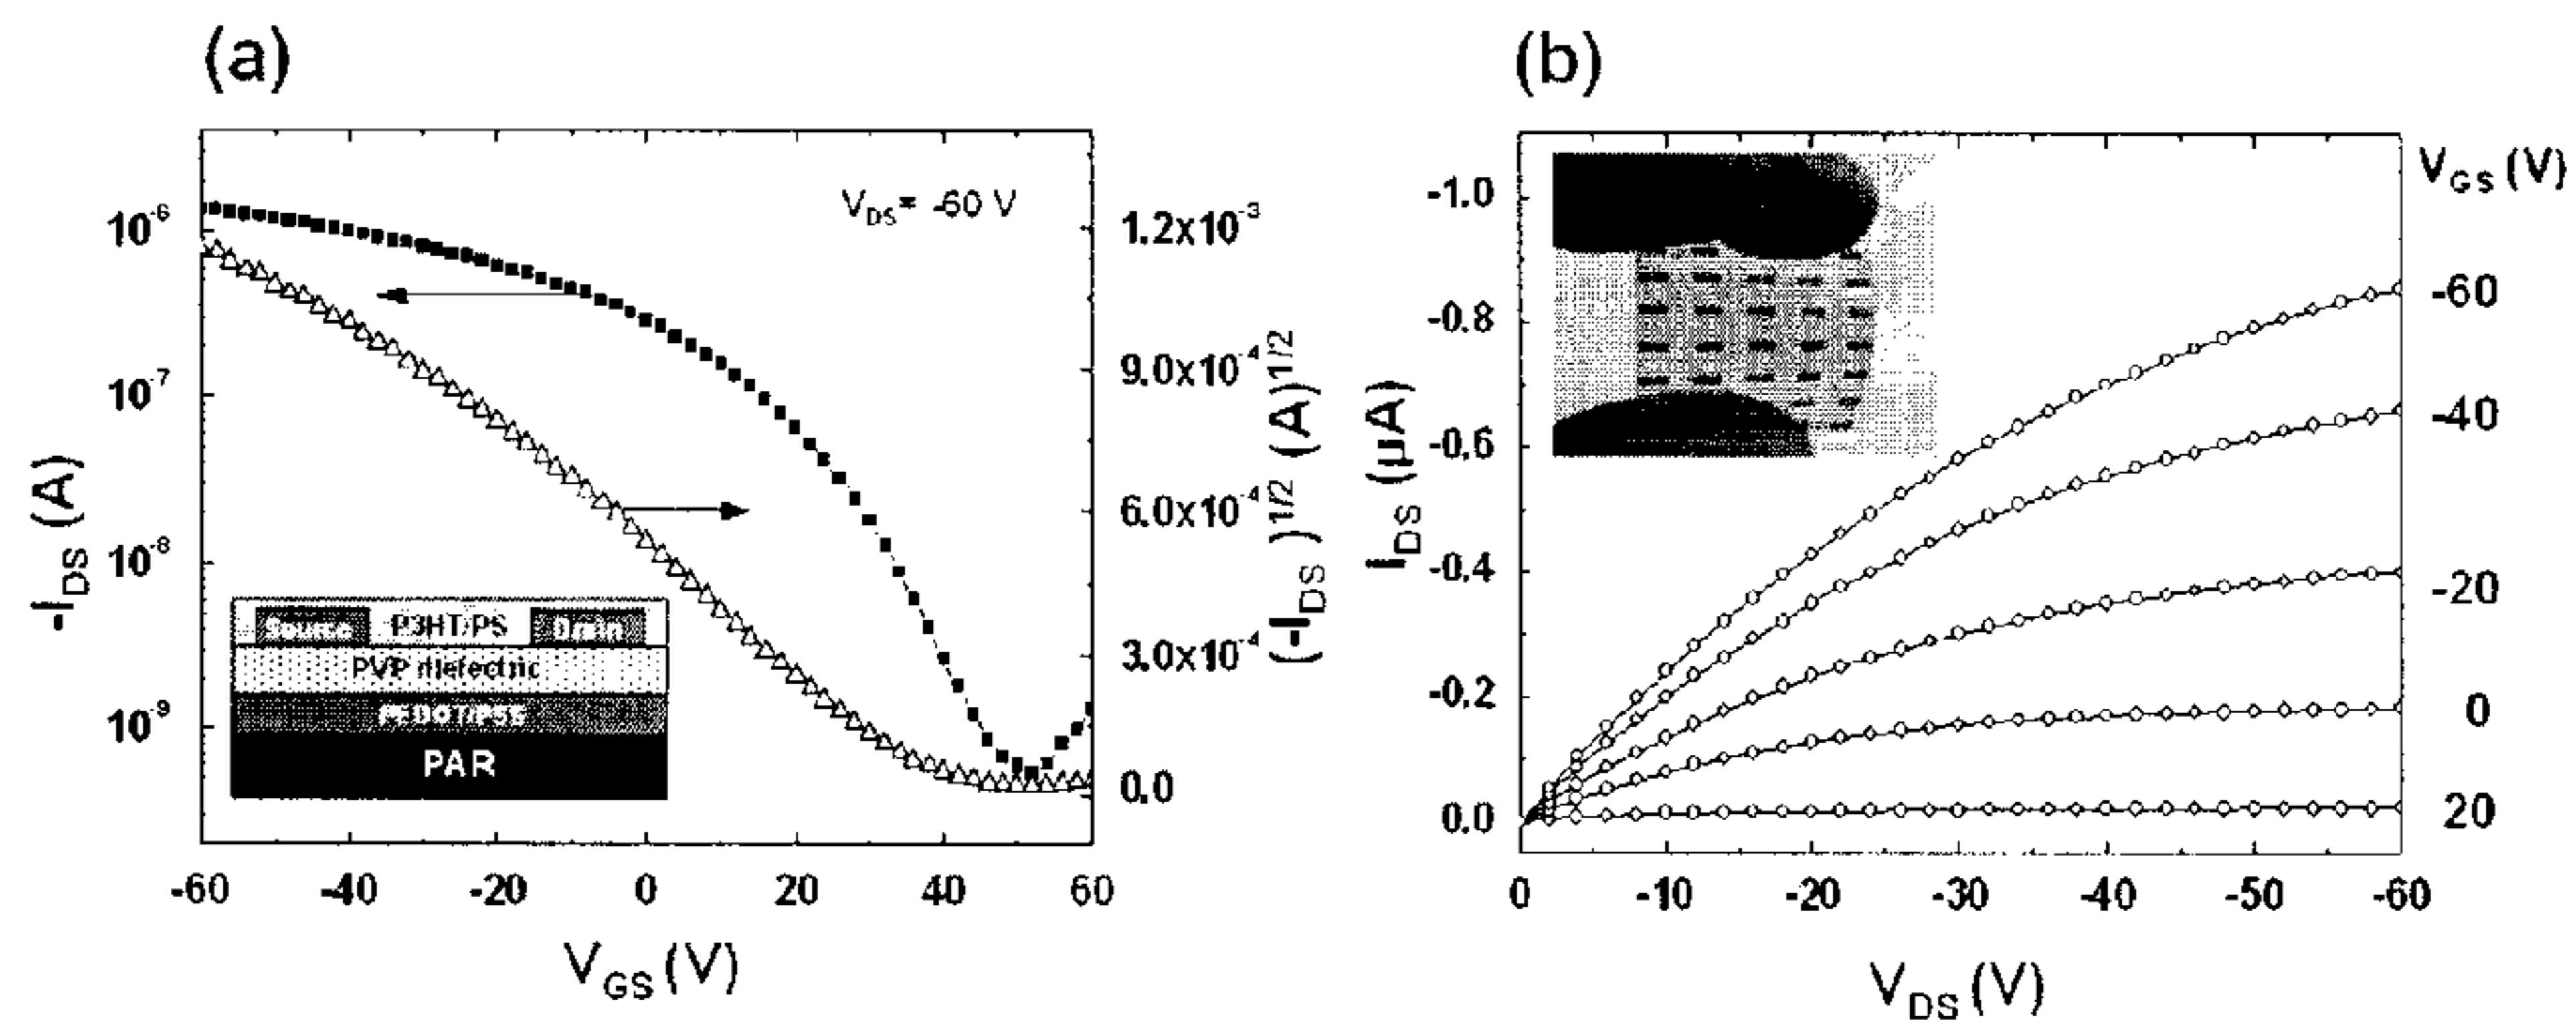 (a)
V_DS = -60 V
10^-6
10^-7
10^-8
10^-9
-I_DS (A)
1.2x10^-3
9.0x10^-4
6.0x10^-4
3.0x10^-4
0.0
(-I_DS)^1/2 (A)^1/2
Source P3HT/PS Drain
PVP dielectric
PEDOT/PSS
PAR
-60 -40 -20 0 20 40 60
V_GS (V)
(b)
-1.0
-0.8
-0.6
-0.4
-0.2
0.0
I_DS (µA)
V_GS (V)
-60
-40
-20
0
20
0 -10 -20 -30 -40 -50 -60
V_DS (V)